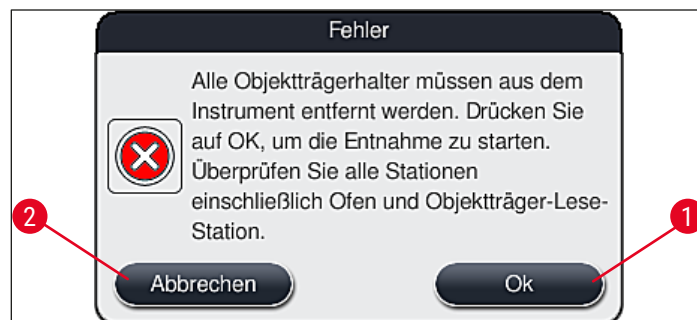 Fehler
Alle Objektträgerhalter müssen aus dem
Instrument entfernt werden. Drücken Sie
auf OK, um die Entnahme zu starten.
Überprüfen Sie alle Stationen
einschließlich Ofen und Objektträger-Lese-
Station.
2
1
Abbrechen
Ok